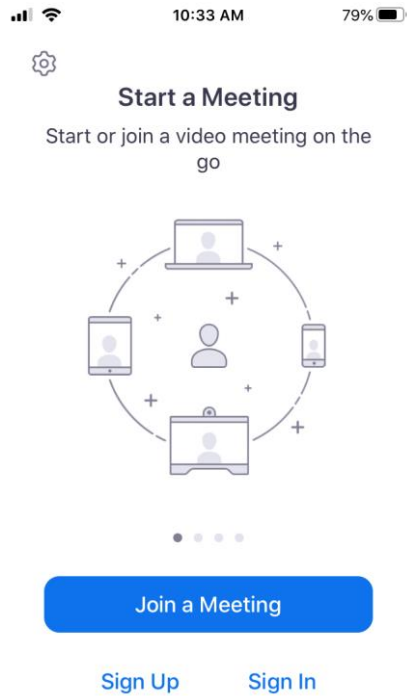 10:33 AM 79%
Start a Meeting
Start or join a video meeting on the
go
Join a Meeting
Sign Up Sign In